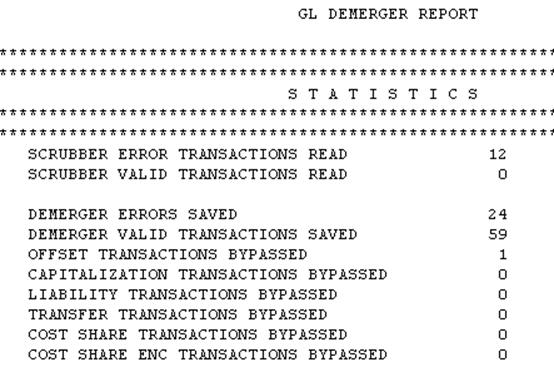 GL DEMERGER REPORT
*******************************************************
*******************************************************
S T A T I S T I C S
*******************************************************
*******************************************************
SCRUBBER ERROR TRANSACTIONS READ 12
SCRUBBER VALID TRANSACTIONS READ 0
DEMERGER ERRORS SAVED 24
DEMERGER VALID TRANSACTIONS SAVED 59
OFFSET TRANSACTIONS BYPASSED 1
CAPITALIZATION TRANSACTIONS BYPASSED 0
LIABILITY TRANSACTIONS BYPASSED 0
TRANSFER TRANSACTIONS BYPASSED 0
COST SHARE TRANSACTIONS BYPASSED 0
COST SHARE ENC TRANSACTIONS BYPASSED 0